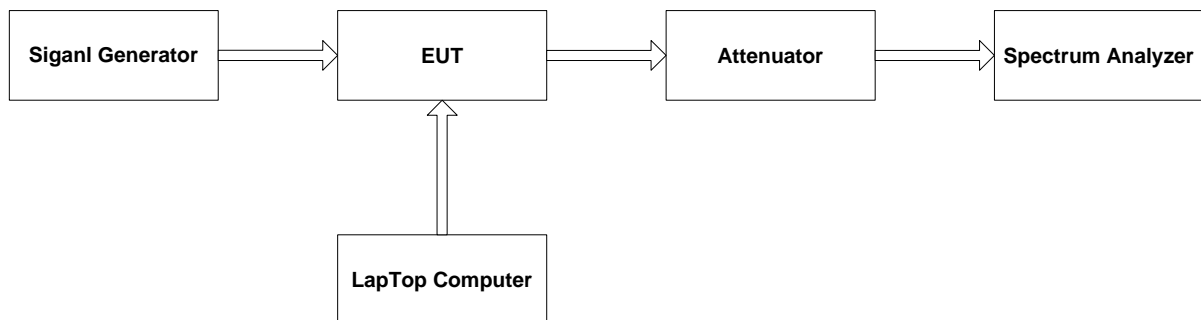 Siganl Generator
EUT
Attenuator
Spectrum Analyzer
LapTop Computer